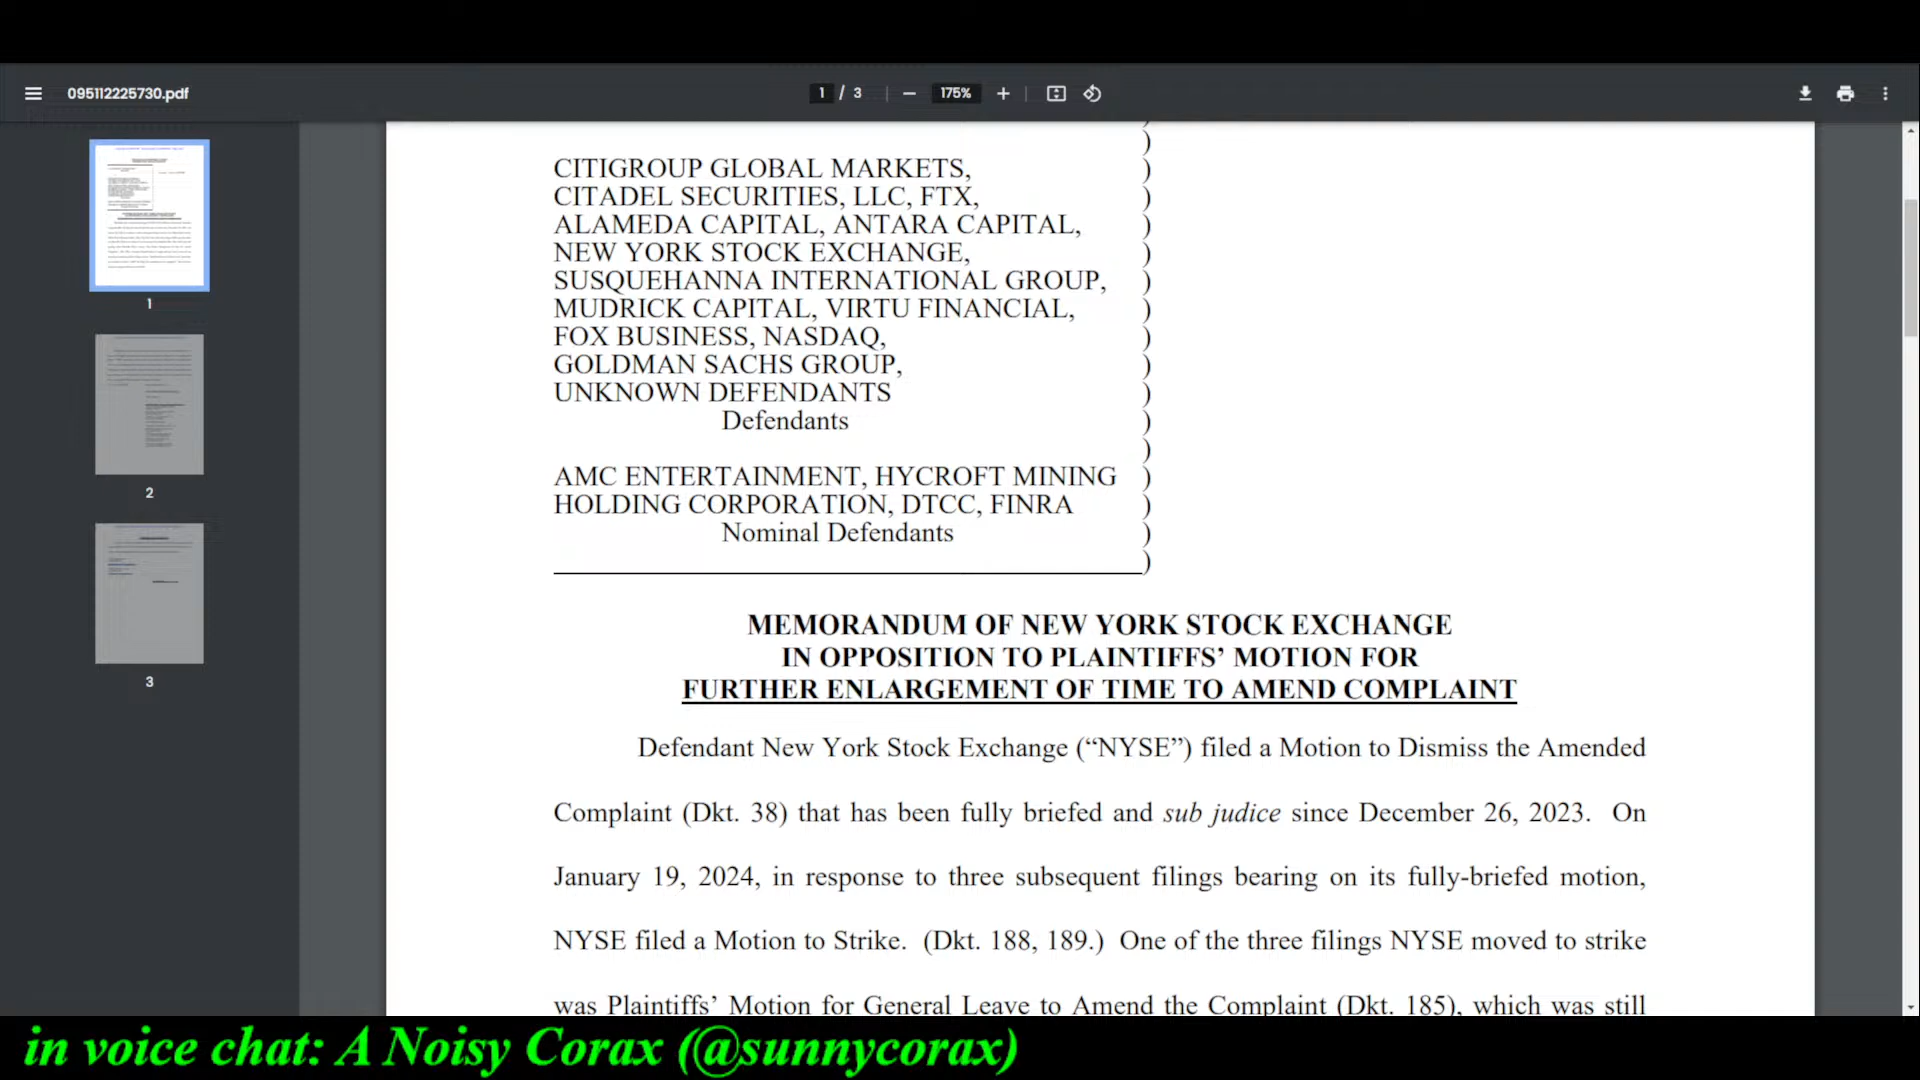 095112225730.pdf
1 / 3
175%
)
CITIGROUP GLOBAL MARKETS, )
CITADEL SECURITIES, LLC, FTX, )
ALAMEDA CAPITAL, ANTARA CAPITAL, )
NEW YORK STOCK EXCHANGE, )
SUSQUEHANNA INTERNATIONAL GROUP, )
MUDRICK CAPITAL, VIRTU FINANCIAL, )
FOX BUSINESS, NASDAQ, )
GOLDMAN SACHS GROUP, )
UNKNOWN DEFENDANTS )
Defendants )
)
AMC ENTERTAINMENT, HYCROFT MINING )
HOLDING CORPORATION, DTCC, FINRA )
Nominal Defendants )
)
MEMORANDUM OF NEW YORK STOCK EXCHANGE
IN OPPOSITION TO PLAINTIFFS’ MOTION FOR
FURTHER ENLARGEMENT OF TIME TO AMEND COMPLAINT
Defendant New York Stock Exchange (“NYSE”) filed a Motion to Dismiss the Amended
Complaint (Dkt. 38) that has been fully briefed and sub judice since December 26, 2023. On
January 19, 2024, in response to three subsequent filings bearing on its fully-briefed motion,
NYSE filed a Motion to Strike. (Dkt. 188, 189.) One of the three filings NYSE moved to strike
was Plaintiffs’ Motion for General Leave to Amend the Complaint (Dkt. 185), which was still
1
2
3
in voice chat: A Noisy Corax (@sunnycorax)